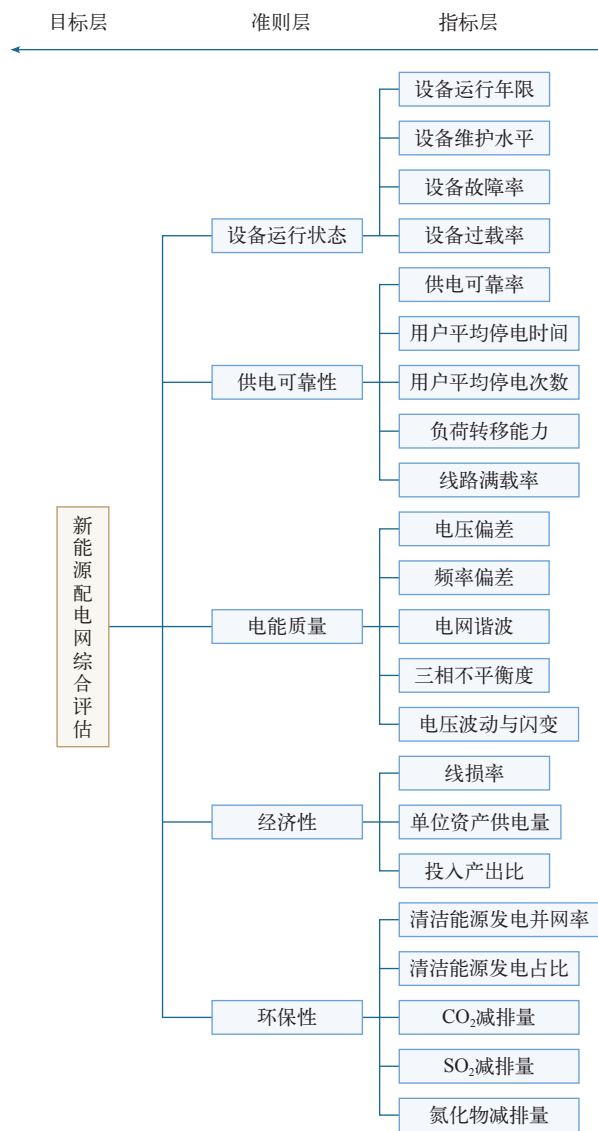 目标层
准则层
指标层
设备运行年限
设备维护水平
设备故障率
设备过载率
设备运行状态
供电可靠率
用户平均停电时间
用户平均停电次数
负荷转移能力
线路满载率
供电可靠性
新能源配电网综合评估
电压偏差
频率偏差
电网谐波
三相不平衡度
电压波动与闪变
电能质量
线损率
单位资产供电量
投入产出比
经济性
清洁能源发电并网率
清洁能源发电占比
CO₂减排量
SO₂减排量
氮化物减排量
环保性